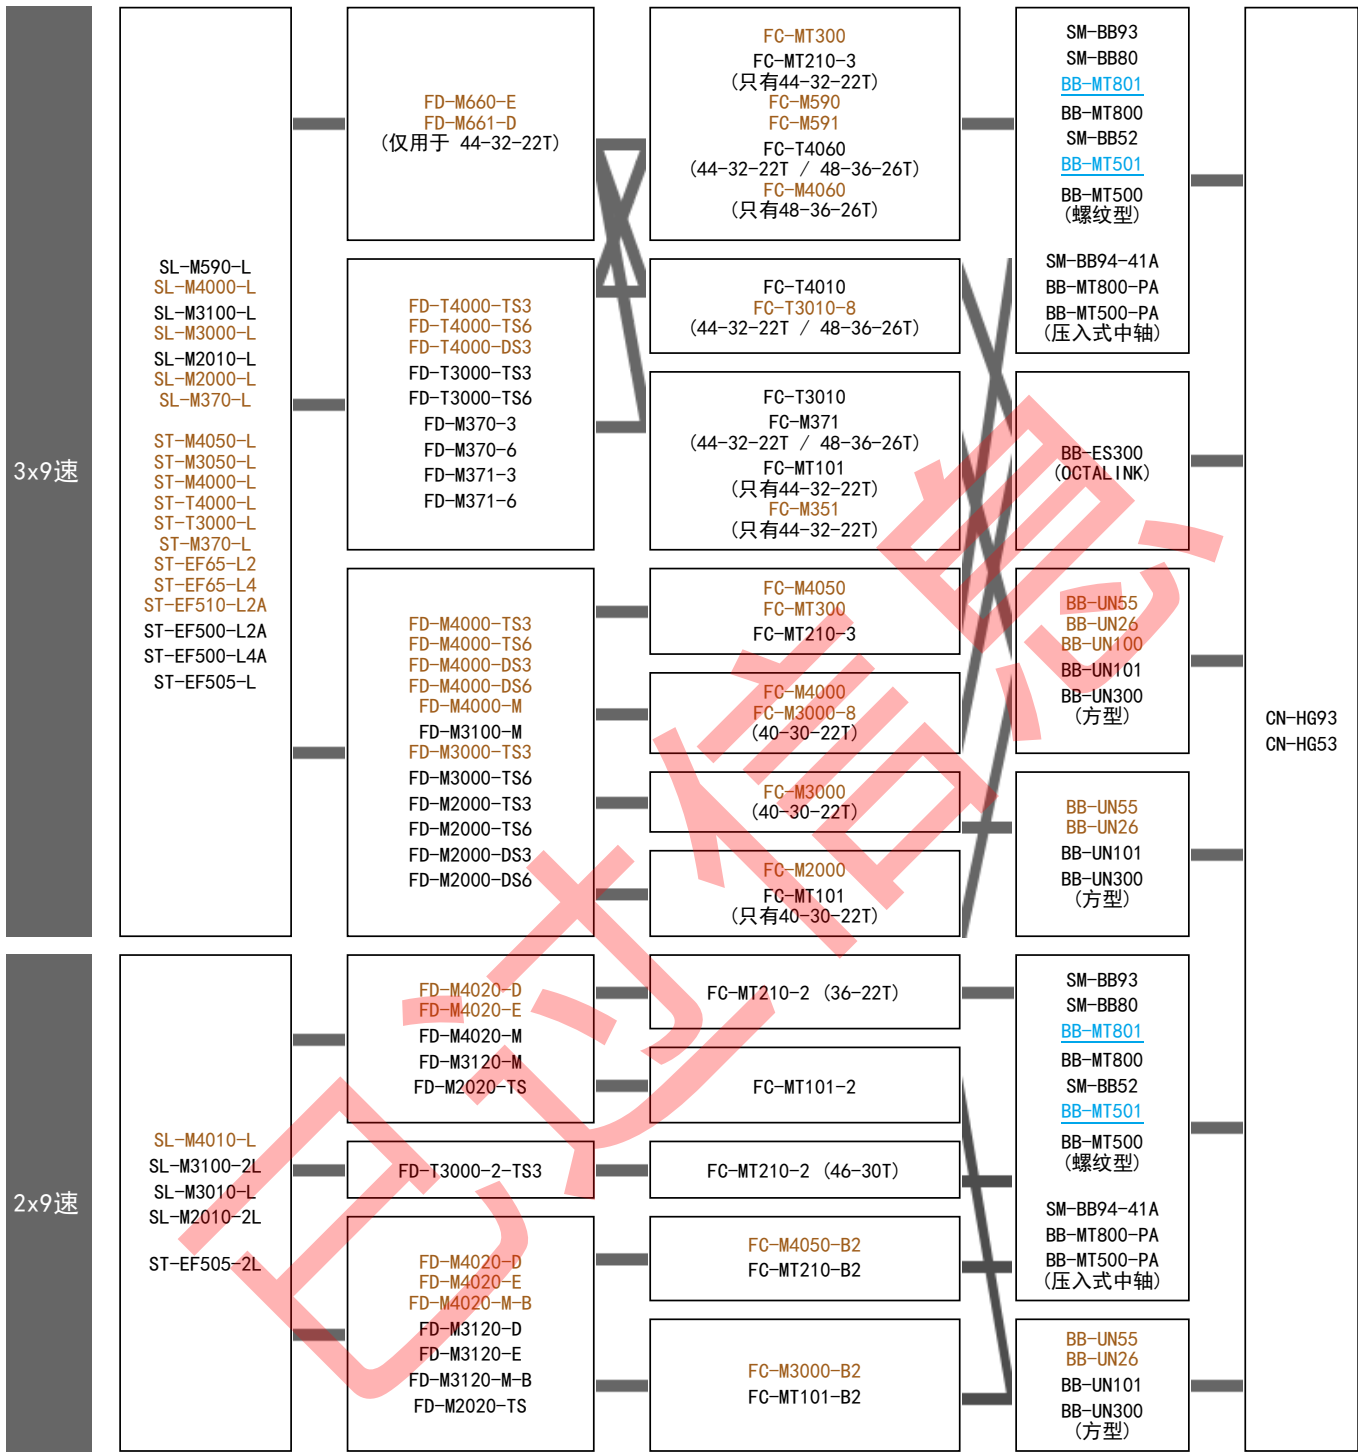 3x9速
SL-M590-L
SL-M4000-L
SL-M3100-L
SL-M3000-L
SL-M2010-L
SL-M2000-L
SL-M370-L
ST-M4050-L
ST-M3050-L
ST-M4000-L
ST-T4000-L
ST-T3000-L
ST-M370-L
ST-EF65-L2
ST-EF65-L4
ST-EF510-L2A
ST-EF500-L2A
ST-EF500-L4A
ST-EF505-L
FD-M660-E
FD-M661-D
(仅用于 44-32-22T)
FD-T4000-TS3
FD-T4000-TS6
FD-T4000-DS3
FD-T3000-TS3
FD-T3000-TS6
FD-M370-3
FD-M370-6
FD-M371-3
FD-M371-6
FD-M4000-TS3
FD-M4000-TS6
FD-M4000-DS3
FD-M4000-DS6
FD-M4000-M
FD-M3100-M
FD-M3000-TS3
FD-M3000-TS6
FD-M2000-TS3
FD-M2000-TS6
FD-M2000-DS3
FD-M2000-DS6
FC-MT300
FC-MT210-3
(只有44-32-22T)
FC-M590
FC-M591
FC-T4060
(44-32-22T / 48-36-26T)
FC-M4060
(只有48-36-26T)
FC-T4010
FC-T3010-8
(44-32-22T / 48-36-26T)
FC-T3010
FC-M371
(44-32-22T / 48-36-26T)
FC-MT101
(只有44-32-22T)
FC-M351
(只有44-32-22T)
FC-M4050
FC-MT300
FC-MT210-3
FC-M4000
FC-M3000-8
(40-30-22T)
FC-M3000
(40-30-22T)
FC-M2000
FC-MT101
(只有40-30-22T)
SM-BB93
SM-BB80
BB-MT801
BB-MT800
SM-BB52
BB-MT501
BB-MT500
(螺纹型)
SM-BB94-41A
BB-MT800-PA
BB-MT500-PA
(压入式中轴)
BB-ES300
(OCTALINK)
BB-UN55
BB-UN26
BB-UN100
BB-UN101
BB-UN300
(方型)
BB-UN55
BB-UN26
BB-UN101
BB-UN300
(方型)
CN-HG93
CN-HG53
2x9速
SL-M4010-L
SL-M3100-2L
SL-M3010-L
SL-M2010-2L
ST-EF505-2L
FD-M4020-D
FD-M4020-E
FD-M4020-M
FD-M3120-M
FD-M2020-TS
FD-T3000-2-TS3
FD-M4020-D
FD-M4020-E
FD-M4020-M-B
FD-M3120-D
FD-M3120-E
FD-M3120-M-B
FD-M2020-TS
FC-MT210-2 (36-22T)
FC-MT101-2
FC-MT210-2 (46-30T)
FC-M4050-B2
FC-MT210-B2
FC-M3000-B2
FC-MT101-B2
SM-BB93
SM-BB80
BB-MT801
BB-MT800
SM-BB52
BB-MT501
BB-MT500
(螺纹型)
SM-BB94-41A
BB-MT800-PA
BB-MT500-PA
(压入式中轴)
BB-UN55
BB-UN26
BB-UN101
BB-UN300
(方型)
已过信息